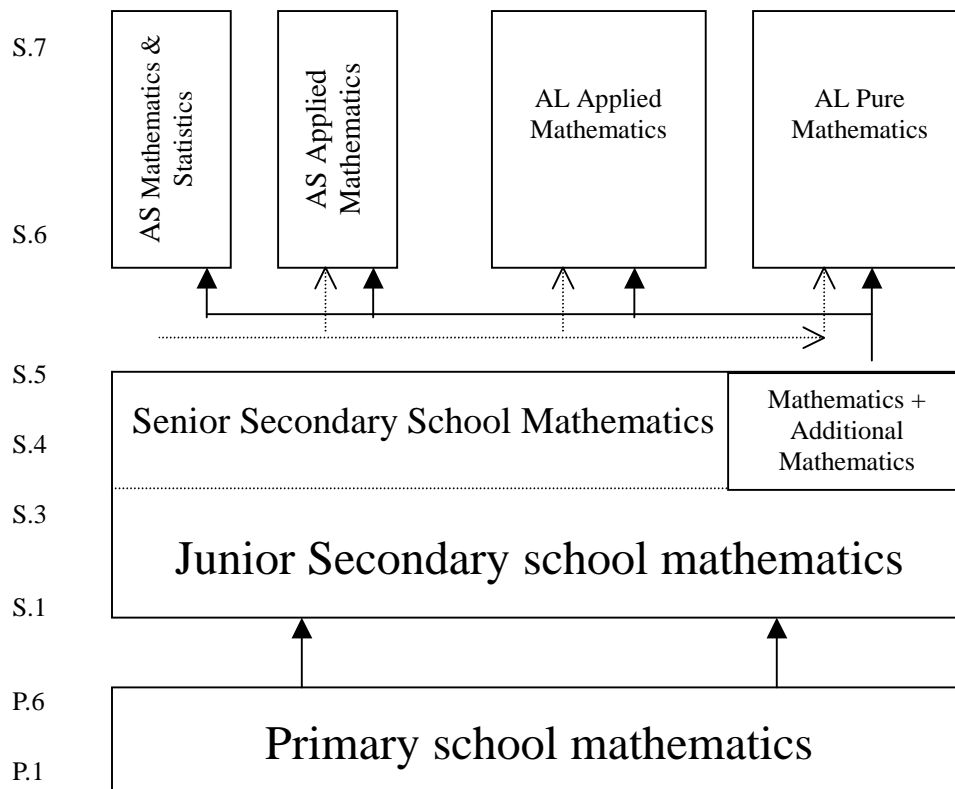 S.7
AS Mathematics &
Statistics
AS Applied
Mathematics
AL Applied
Mathematics
AL Pure
Mathematics
S.6
S.5
Senior Secondary School Mathematics
Mathematics +
Additional
Mathematics
S.4
S.3
Junior Secondary school mathematics
S.1
P.6
Primary school mathematics
P.1